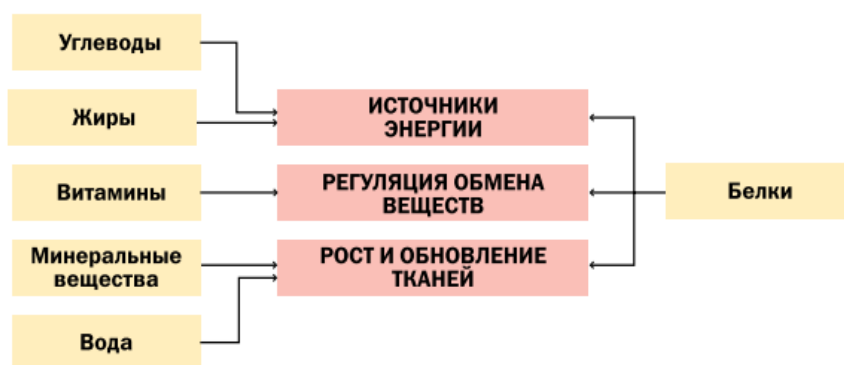 Углеводы
Жиры
Витамины
Минеральные
вещества
Вода
ИСТОЧНИКИ
ЭНЕРГИИ
РЕГУЛЯЦИЯ ОБМЕНА
ВЕЩЕСТВ
РОСТ И ОБНОВЛЕНИЕ
ТКАНЕЙ
Белки